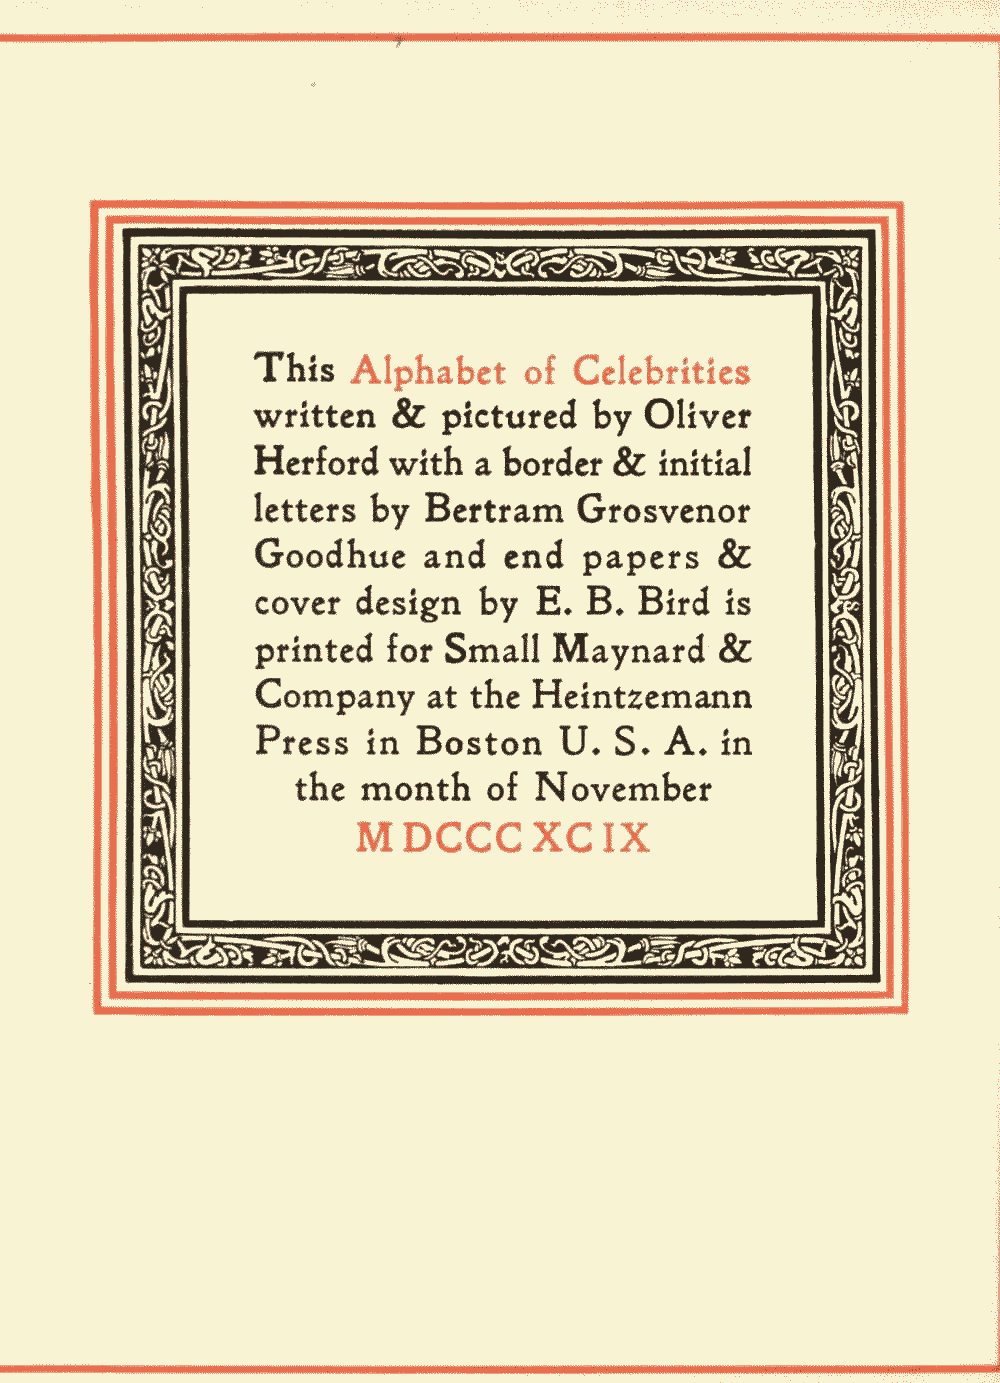 This Alphabet of Celebrities
written & pictured by Oliver
Herford with a border & initial
letters by Bertram Grosvenor
Goodhue and end papers &
cover design by E. B. Bird is
printed for Small Maynard &
Company at the Heintzemann
Press in Boston U. S. A. in
the month of November
MDCCCXCIX